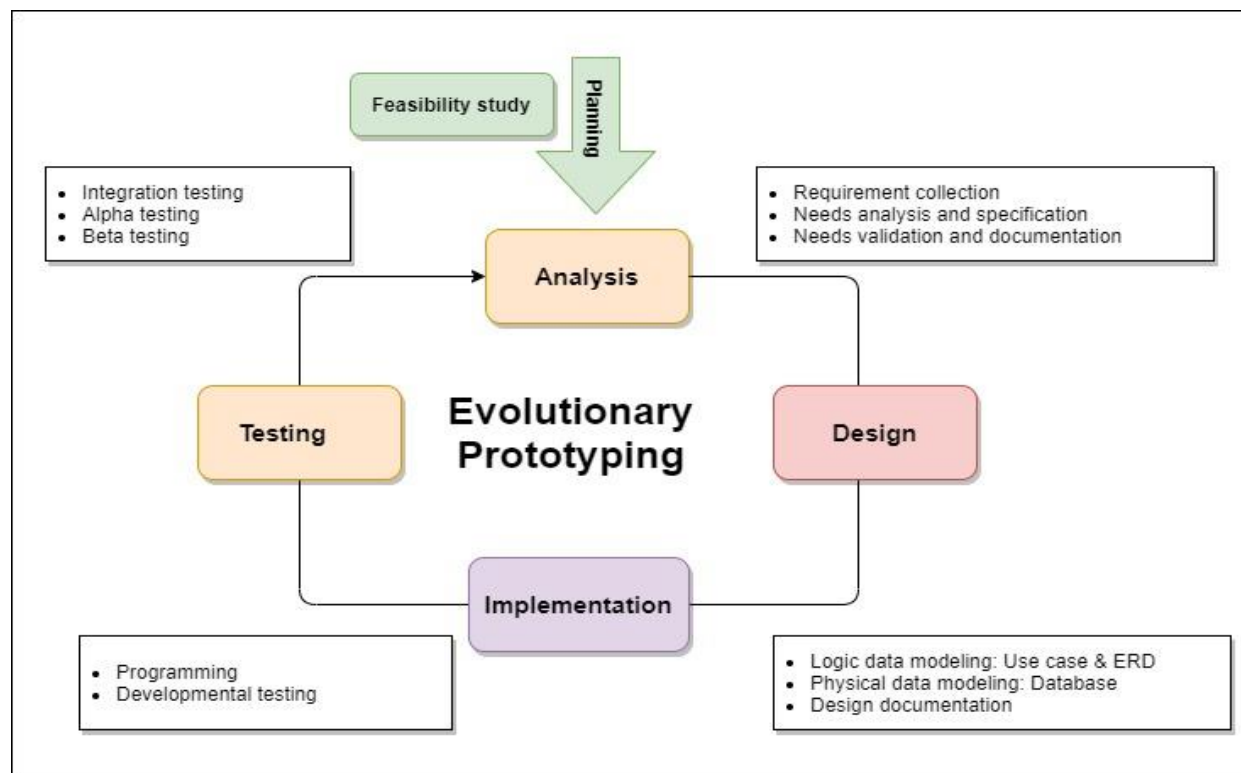 Feasibility study
Planning
• Integration testing
• Alpha testing
• Beta testing
• Requirement collection
• Needs analysis and specification
• Needs validation and documentation
Analysis
Testing
Evolutionary
Prototyping
Design
Implementation
• Programming
• Developmental testing
• Logic data modeling: Use case & ERD
• Physical data modeling: Database
• Design documentation